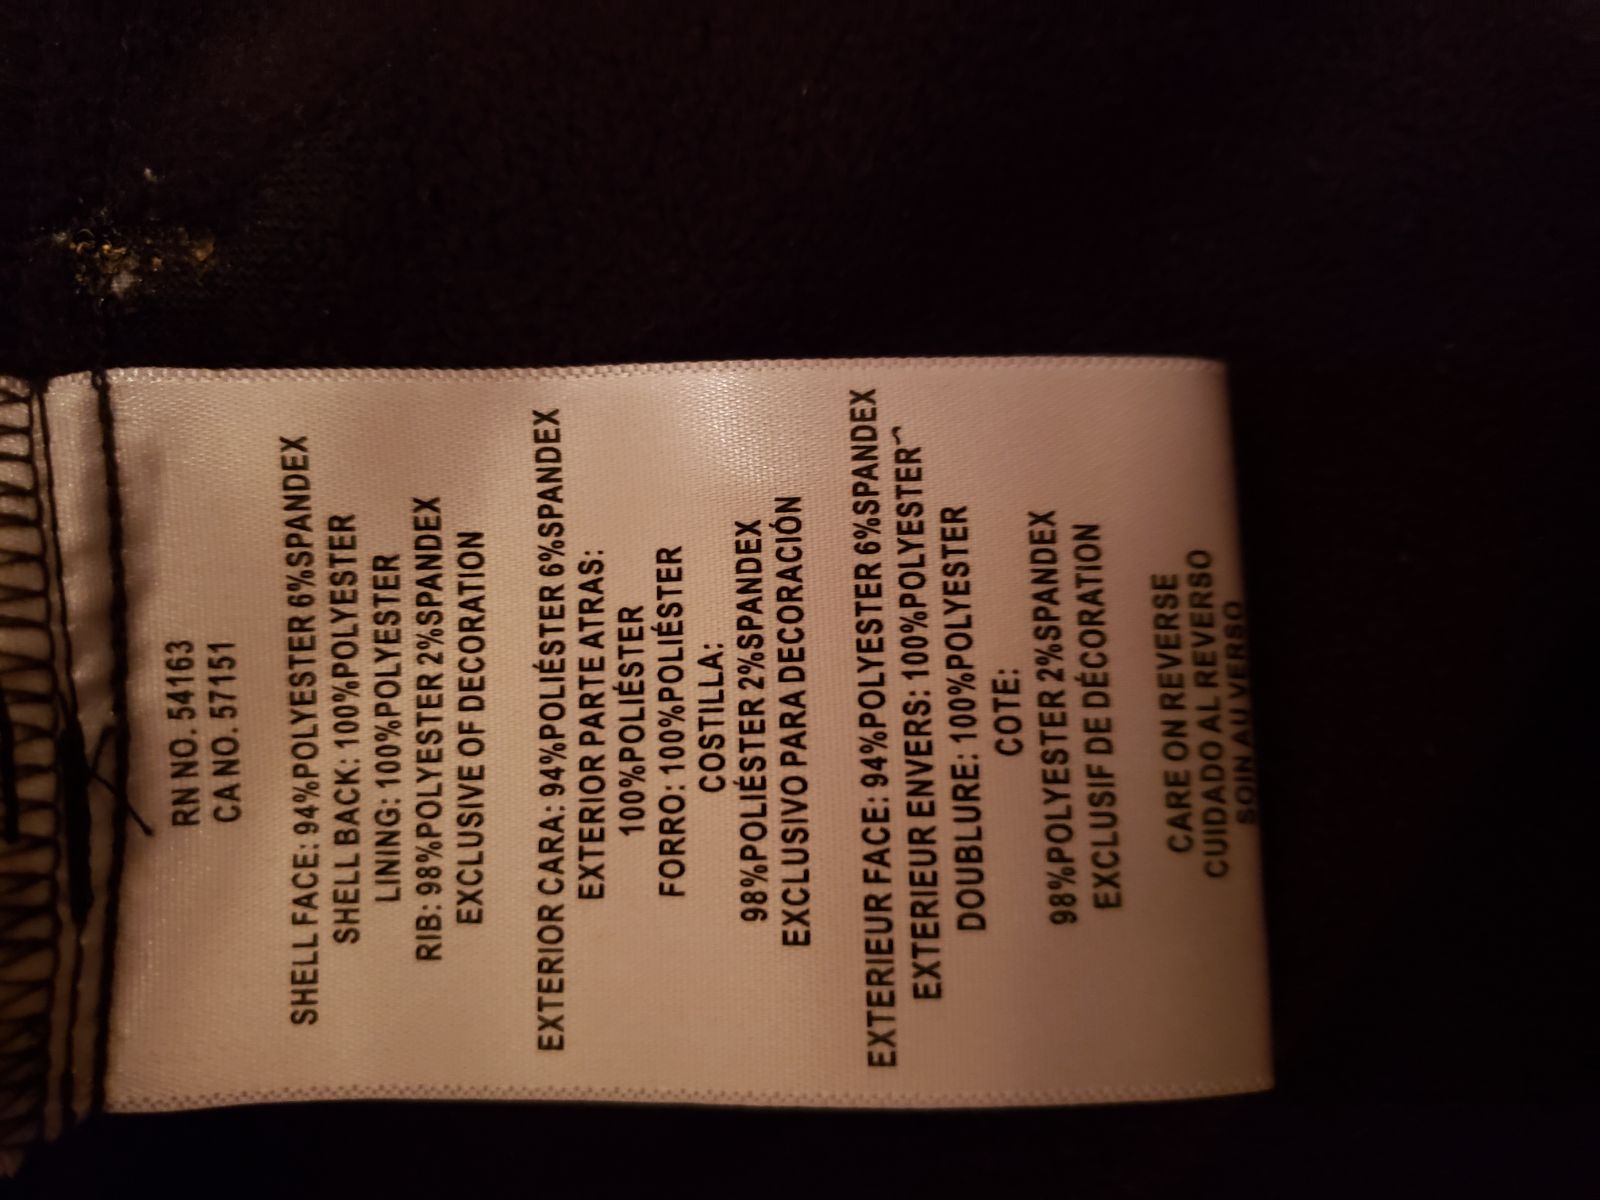 RN NO. 54163
CA NO. 57151
SHELL FACE: 94%POLYESTER 6%SPANDEX
SHELL BACK: 100%POLYESTER
LINING: 100%POLYESTER
RIB: 98%POLYESTER 2%SPANDEX
EXCLUSIVE OF DECORATION
EXTERIOR CARA: 94%POLIÉSTER 6%SPANDEX
EXTERIOR PARTE ATRAS:
100%POLIÉSTER
FORRO: 100%POLIÉSTER
COSTILLA:
98%POLIÉSTER 2%SPANDEX
EXCLUSIVO PARA DECORACIÓN
EXTERIEUR FACE: 94%POLYESTER 6%SPANDEX
EXTERIEUR ENVERS: 100%POLYESTER
DOUBLURE: 100%POLYESTER
COTE:
98%POLYESTER 2%SPANDEX
EXCLUSIF DE DÉCORATION
CARE ON REVERSE
CUIDADO AL REVERSO
SOIN AU VERSO